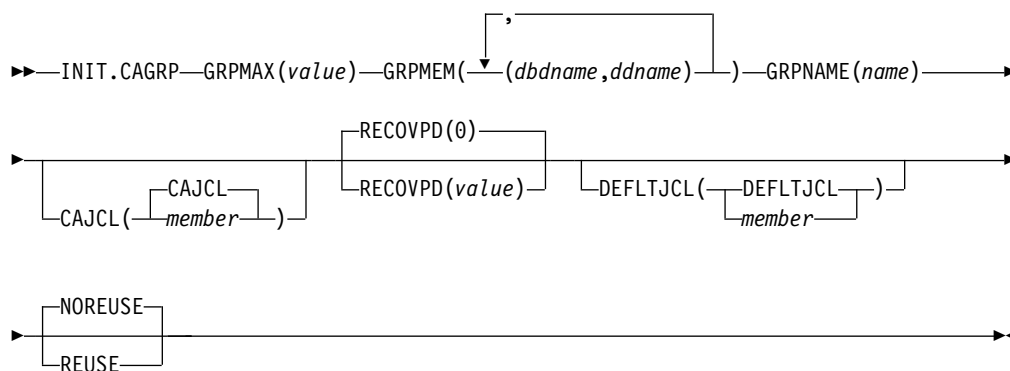 ,
INIT.CAGRP GRPMAX(value) GRPMEM( (dbdname,ddname) ) GRPNAME(name)
CAJCL( CAJCL ) RECOVPD(0) DEFLTJCL( DEFLTJCL )
member RECOVPD(value) member
NOREUSE
REUSE